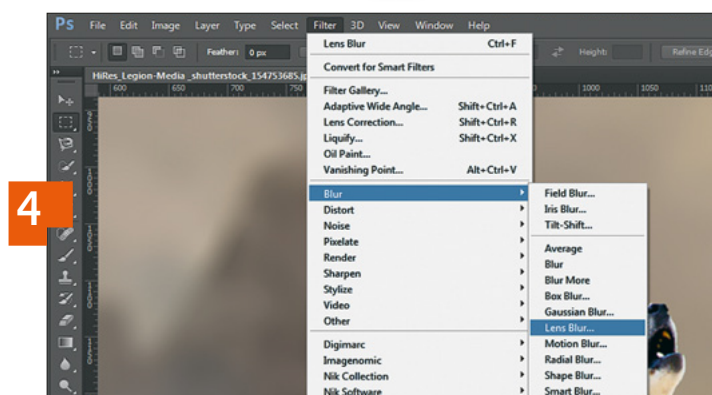 Ps File Edit Image Layer Type Select Filter 3D View Window Help
Feather: 0 px
Height:
Refine Edg
HiRes_Legion-Media _shutterstock_154753685.jp
600 650 700 750
1000 1050 110
Lens Blur Ctrl+F
Convert for Smart Filters
Filter Gallery...
Adaptive Wide Angle... Shift+Ctrl+A
Lens Correction... Shift+Ctrl+R
Liquify... Shift+Ctrl+X
Oil Paint...
Vanishing Point... Alt+Ctrl+V
Blur
Distort
Noise
Pixelate
Render
Sharpen
Stylize
Video
Other
Digimarc
Imagenomic
Nik Collection
Nik Software
Field Blur...
Iris Blur...
Tilt-Shift...
Average
Blur
Blur More
Box Blur...
Gaussian Blur...
Lens Blur...
Motion Blur...
Radial Blur...
Shape Blur...
Smart Blur...
4